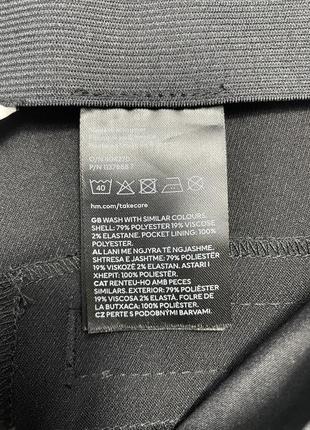 O/N 404270
40
hm.com/takecare
GB WASH WITH SIMILAR COLOURS.
SHELL: 79% POLYESTER 19% VISCOSE
2% ELASTANE. POCKET LINING: 100%
POLYESTER.
AL LANI ME NGJYRA TË NGJASHME.
SHTRESA E JASHTME: 79% POLIESTER
19% VISKOZË 2% ELASTAN. ASTARI I
XHEPIT: 100% POLIESTER.
CAT RENTEU-HO AMB PECES
SIMILARS. EXTERIOR: 79% POLIÈSTER
19% VISCOSA 2% ELASTÀ. FOLRE DE
LA BUTXACA: 100% POLIÈSTER.
CZ PERTE S PODOBNÝMI BARVAMI.